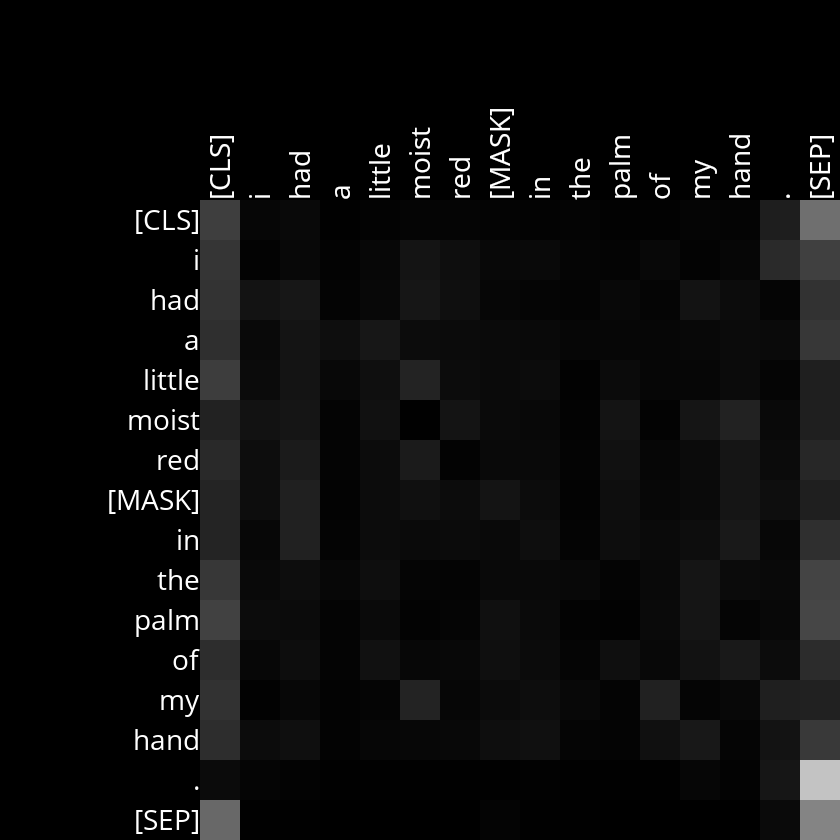 [CLS] i had a little moist red [MASK] in the palm of my hand . [SEP]
[CLS]
i
had
a
little
moist
red
[MASK]
in
the
palm
of
my
hand
.
[SEP]